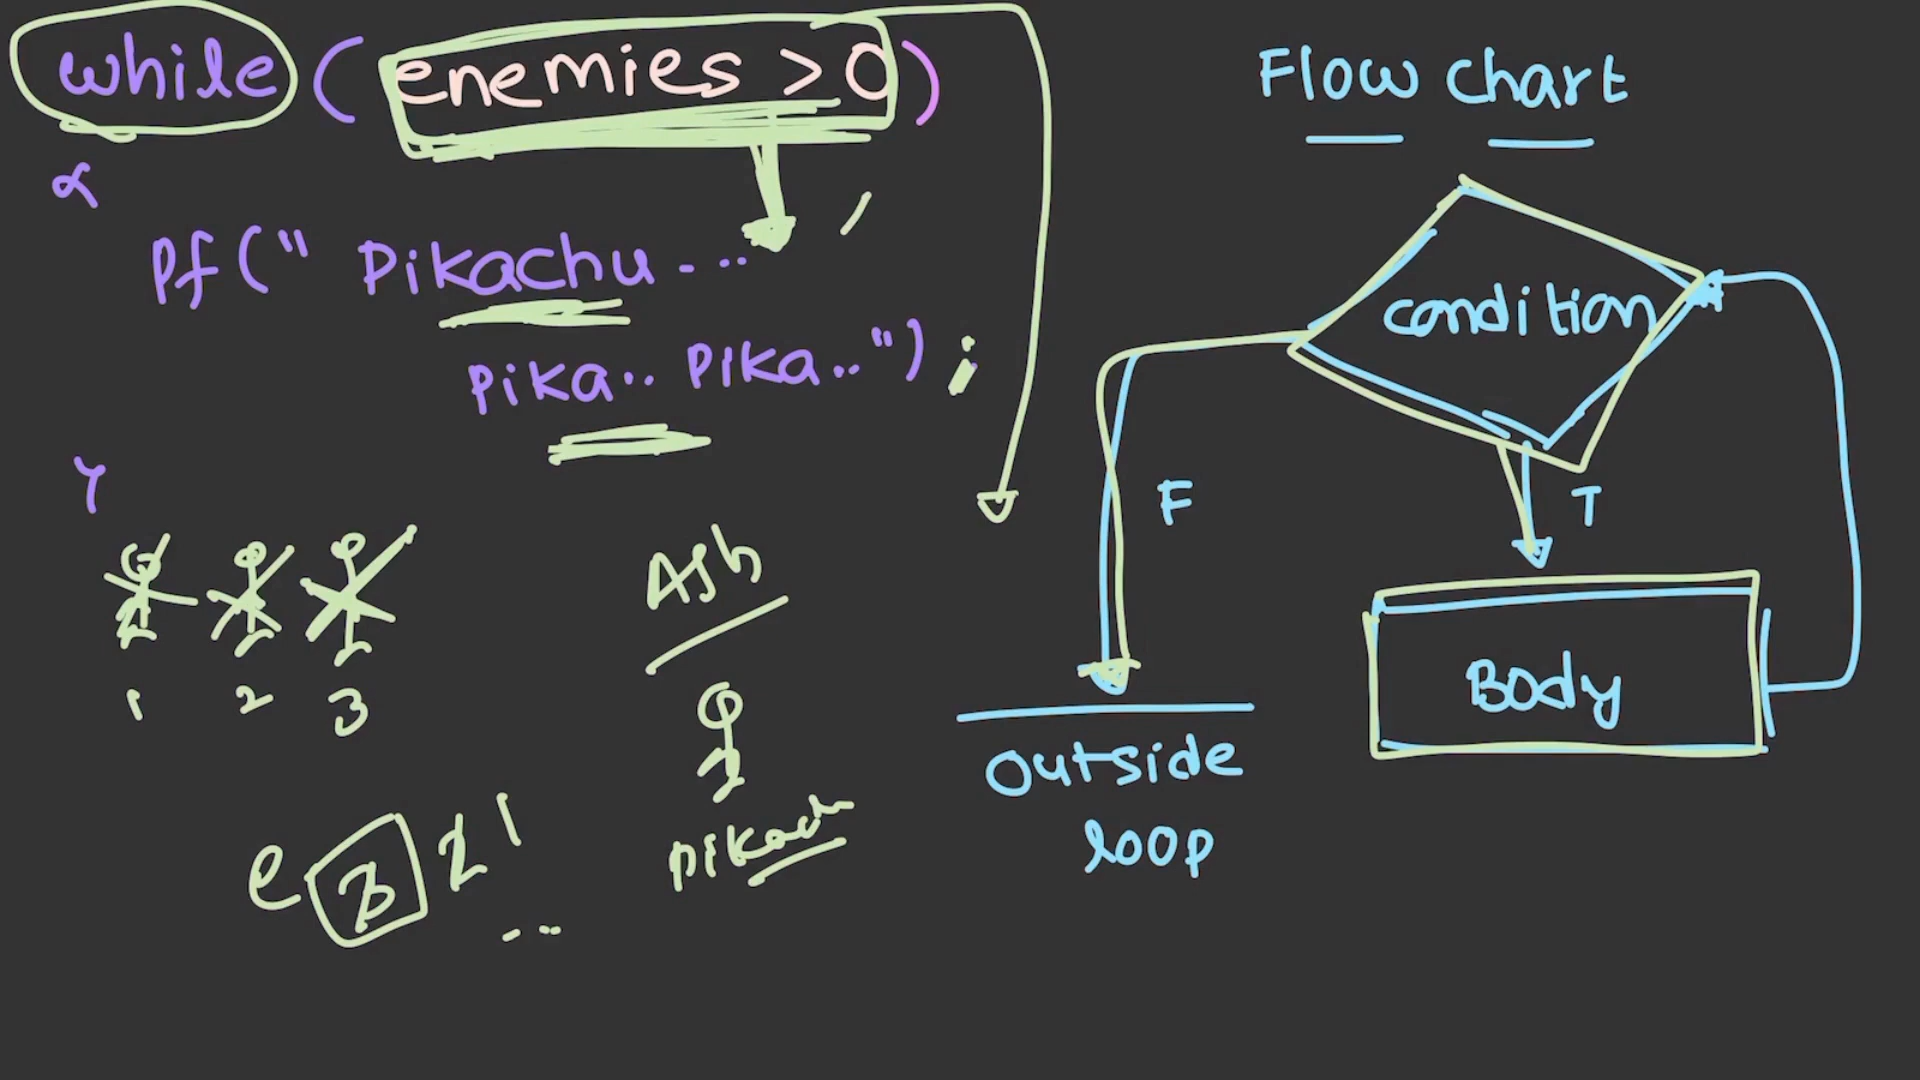 while ( enemies > 0 )
{
pf (" Pikachu - ...
Pika .. Pika .. ") ;
}
1 2 3
Ash
Pikachu
e 3 2 1
...
Flow chart
condition
F
T
Body
outside
loop